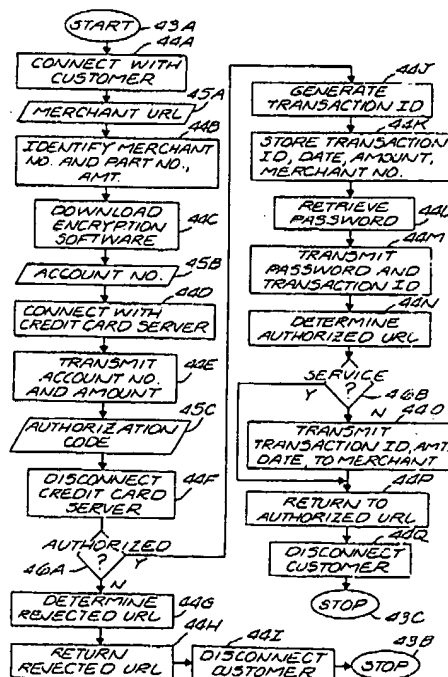 START
43A
44A
CONNECT WITH
CUSTOMER
45A
MERCHANT URL
44B
IDENTIFY MERCHANT
NO. AND PART NO.,
AMT.
DOWNLOAD
ENCRYPTION
SOFTWARE
44C
45B
ACCOUNT NO.
44D
CONNECT WITH
CREDIT CARD SERVER
44E
TRANSMIT
ACCOUNT NO.
AND AMOUNT
45C
AUTHORIZATION
CODE
44F
DISCONNECT
CREDIT CARD
SERVER
AUTHORIZED
?
Y
46A
N
44G
DETERMINE
REJECTED URL
44H
RETURN
REJECTED URL
44I
DISCONNECT
CUSTOMER
43B
STOP
44J
GENERATE
TRANSACTION ID
44K
STORE TRANSACTION
ID, DATE, AMOUNT,
MERCHANT NO.
RETRIEVE
PASSWORD
44L
44M
TRANSMIT
PASSWORD AND
TRANSACTION ID
44N
DETERMINE
AUTHORIZED URL
SERVICE
?
Y
46B
N
44O
TRANSMIT
TRANSACTION ID, AMT.
DATE TO MERCHANT
44P
RETURN TO
AUTHORIZED URL
44Q
DISCONNECT
CUSTOMER
STOP
43C